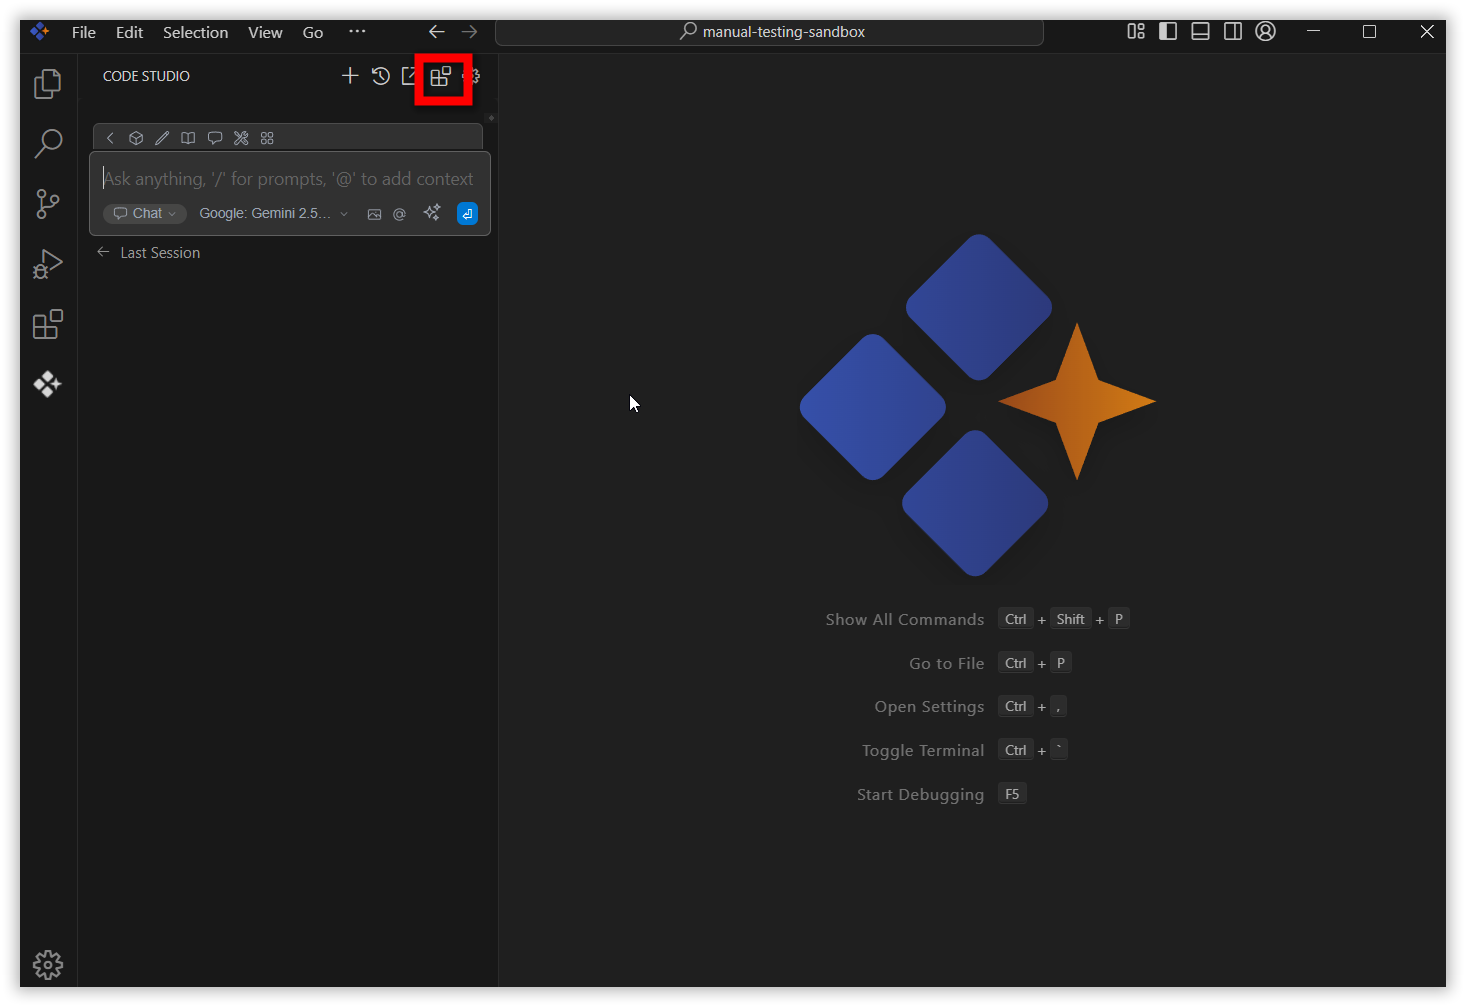 File Edit Selection View Go ···
manual-testing-sandbox
CODE STUDIO
Ask anything, '/' for prompts, '@' to add context
Chat Google: Gemini 2.5...
Last Session
Show All Commands Ctrl + Shift + P
Go to File Ctrl + P
Open Settings Ctrl + ,
Toggle Terminal Ctrl + `
Start Debugging F5